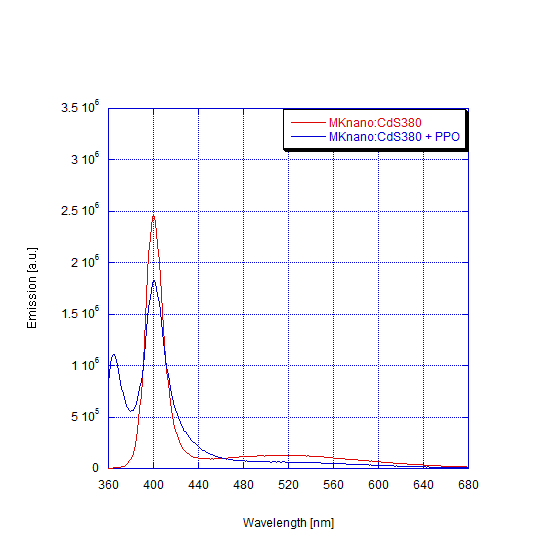 3.5 10⁶
MKnano:CdS380
MKnano:CdS380 + PPO
3 10⁶
2.5 10⁶
2 10⁶
1.5 10⁶
1 10⁶
5 10⁵
0
Emission [a.u.]
360 400 440 480 520 560 600 640 680
Wavelength [nm]